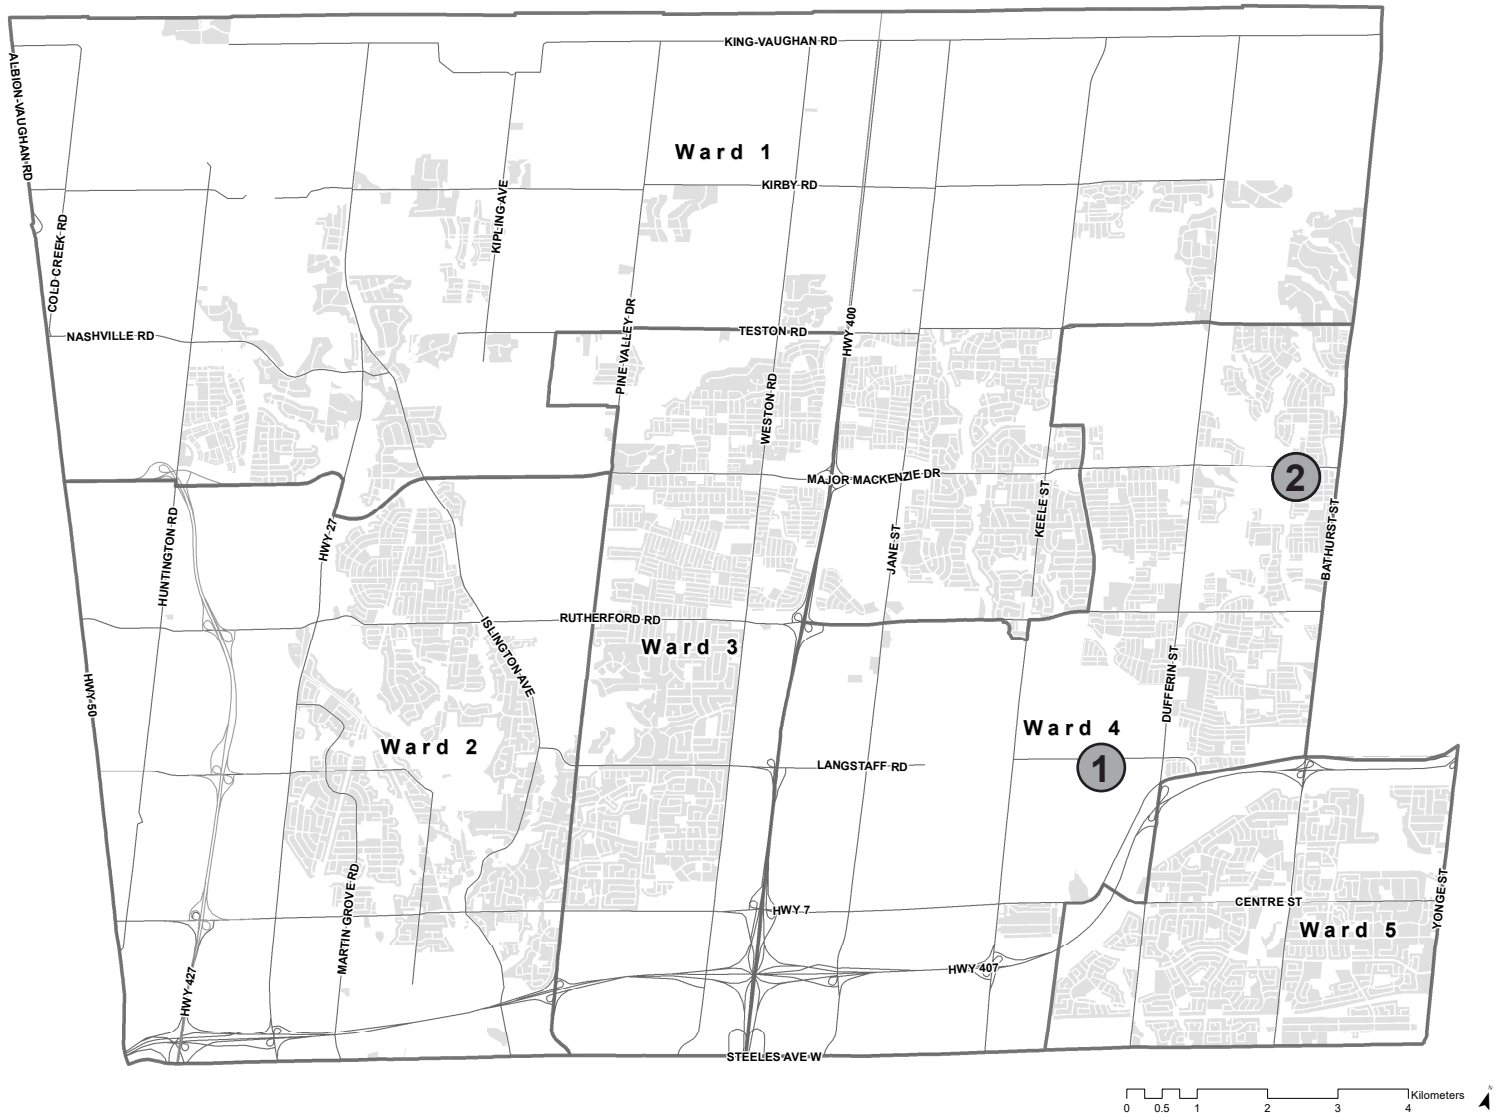 KING-VAUGHAN RD
ALBION-VAUGHAN RD
Ward 1
KIRBY RD
KIPLING AVE
COLD CREEK RD
NASHVILLE RD
PINE VALLEY DR
TESTON RD
HWY 400
WESTON RD
MAJOR MACKENZIE DR
2
HUNTINGTON RD
HWY 27
JANE ST
KEELE ST
BATHURST ST
RUTHERFORD RD
ISLINGTON AVE
Ward 3
HWY 50
DUFFERIN ST
Ward 4
Ward 2
LANGSTAFF RD
1
MARTIN GROVE RD
HWY 7
CENTRE ST
YONGE ST
Ward 5
HWY 427
HWY 407
STEELES AVE W
N
Kilometers
0 0.5 1 2 3 4